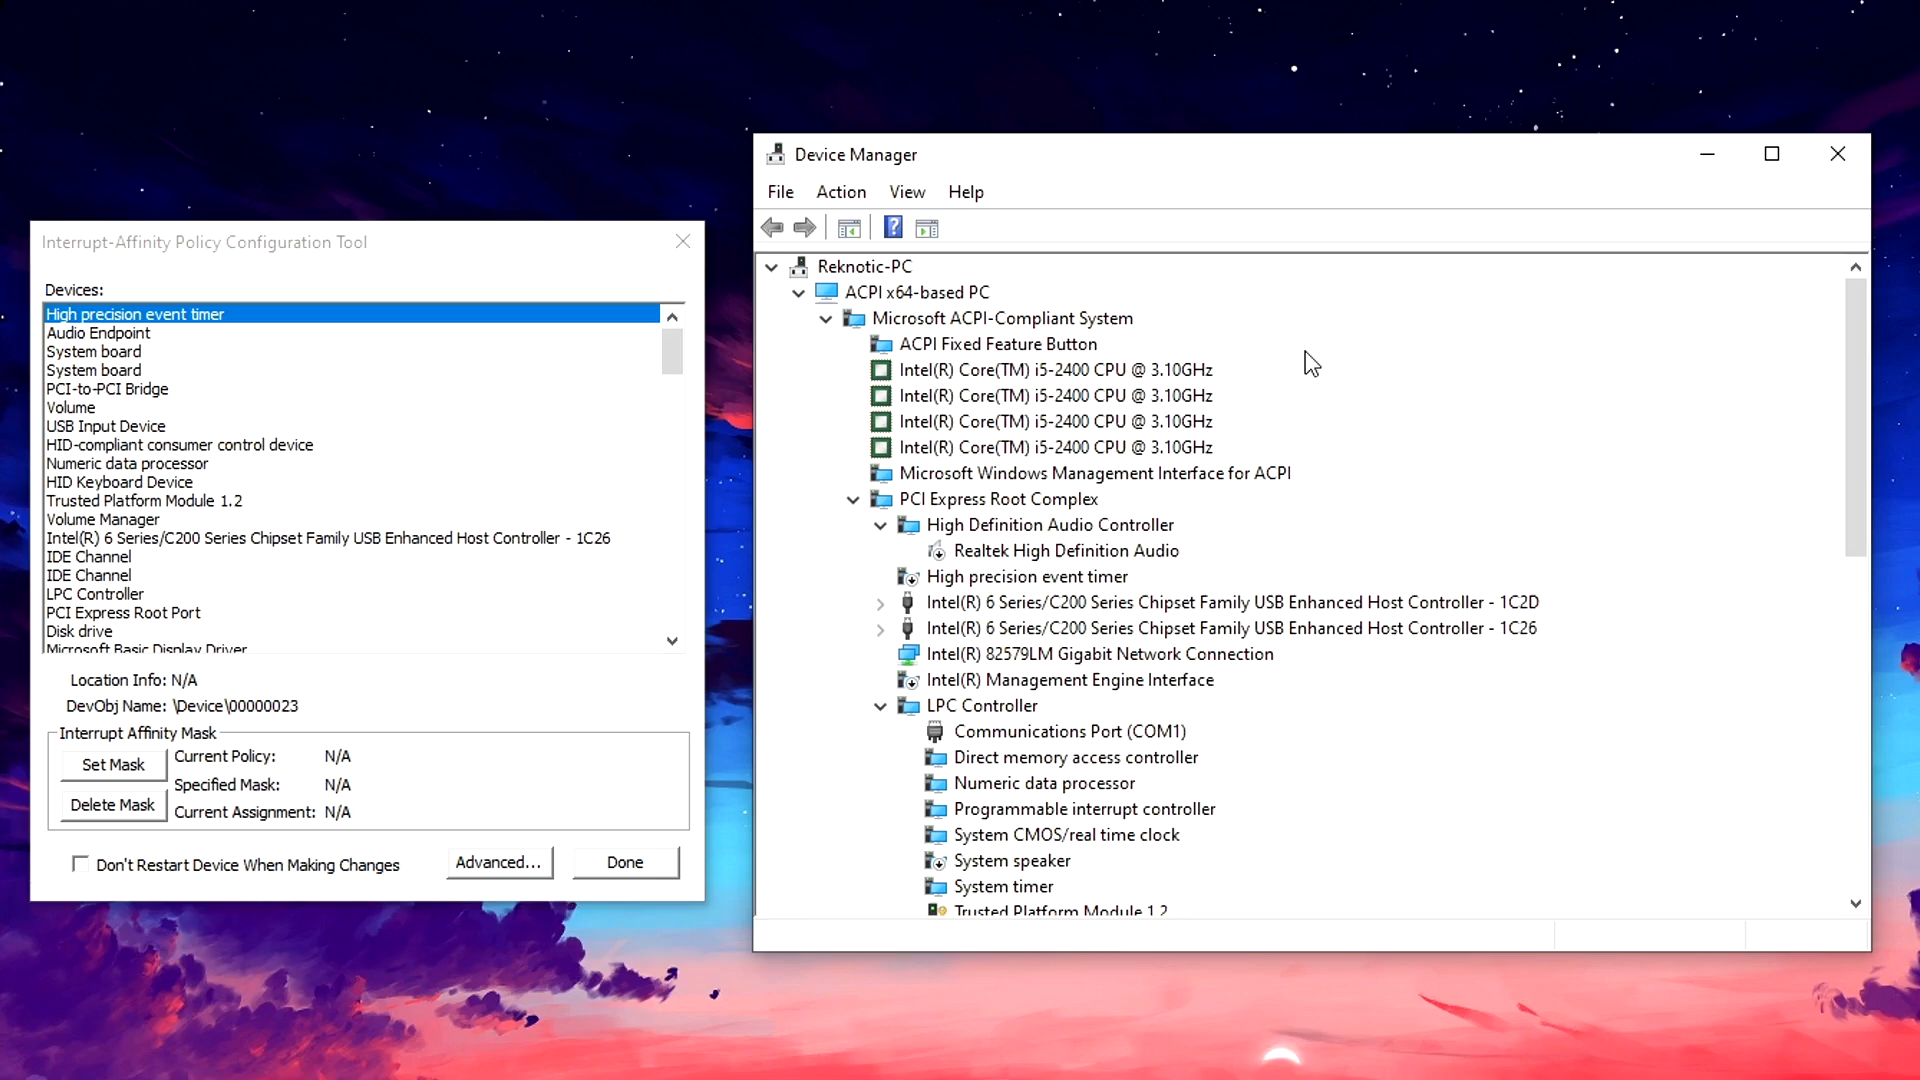 Interrupt-Affinity Policy Configuration Tool
Devices:
High precision event timer
Audio Endpoint
System board
System board
PCI-to-PCI Bridge
Volume
USB Input Device
HID-compliant consumer control device
Numeric data processor
HID Keyboard Device
Trusted Platform Module 1.2
Volume Manager
Intel(R) 6 Series/C200 Series Chipset Family USB Enhanced Host Controller - 1C26
IDE Channel
IDE Channel
LPC Controller
PCI Express Root Port
Disk drive
Microsoft Basic Display Driver
Location Info: N/A
DevObj Name: \Device\00000023
Interrupt Affinity Mask
Set Mask
Current Policy: N/A
Specified Mask: N/A
Delete Mask
Current Assignment: N/A
Don't Restart Device When Making Changes
Advanced...
Done
Device Manager
File Action View Help
Reknotic-PC
ACPI x64-based PC
Microsoft ACPI-Compliant System
ACPI Fixed Feature Button
Intel(R) Core(TM) i5-2400 CPU @ 3.10GHz
Intel(R) Core(TM) i5-2400 CPU @ 3.10GHz
Intel(R) Core(TM) i5-2400 CPU @ 3.10GHz
Intel(R) Core(TM) i5-2400 CPU @ 3.10GHz
Microsoft Windows Management Interface for ACPI
PCI Express Root Complex
High Definition Audio Controller
Realtek High Definition Audio
High precision event timer
Intel(R) 6 Series/C200 Series Chipset Family USB Enhanced Host Controller - 1C2D
Intel(R) 6 Series/C200 Series Chipset Family USB Enhanced Host Controller - 1C26
Intel(R) 82579LM Gigabit Network Connection
Intel(R) Management Engine Interface
LPC Controller
Communications Port (COM1)
Direct memory access controller
Numeric data processor
Programmable interrupt controller
System CMOS/real time clock
System speaker
System timer
Trusted Platform Module 1.2